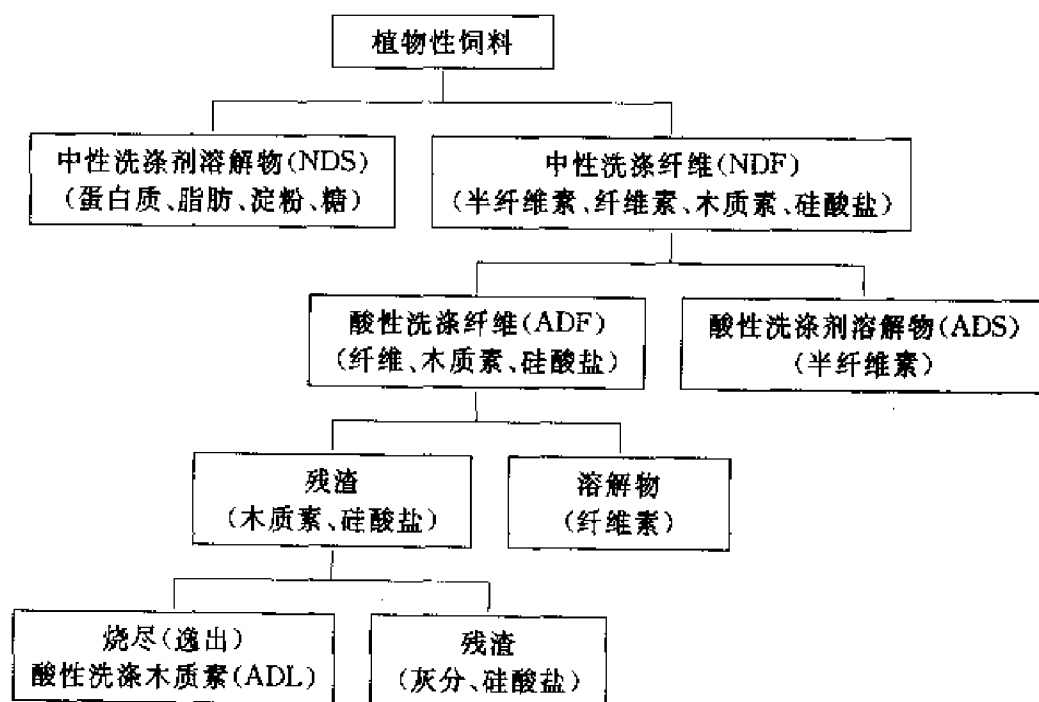 植物性饲料
中性洗涤剂溶解物(NDS)
(蛋白质、脂肪、淀粉、糖)
中性洗涤纤维(NDF)
(半纤维素、纤维素、木质素、硅酸盐)
酸性洗涤纤维(ADF)
(纤维、木质素、硅酸盐)
酸性洗涤剂溶解物(ADS)
(半纤维素)
残渣
(木质素、硅酸盐)
溶解物
(纤维素)
烧尽(逸出)
酸性洗涤木质素(ADL)
残渣
(灰分、硅酸盐)